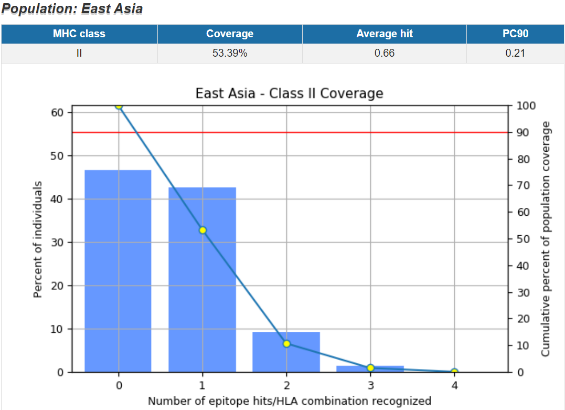 Population: East Asia
MHC class Coverage Average hit PC90
II 53.39% 0.66 0.21
East Asia - Class II Coverage
60
50
40
30
20
10
0
Percent of individuals
100
90
80
70
60
50
40
30
20
10
0
Cumulative percent of population coverage
0 1 2 3 4
Number of epitope hits/HLA combination recognized